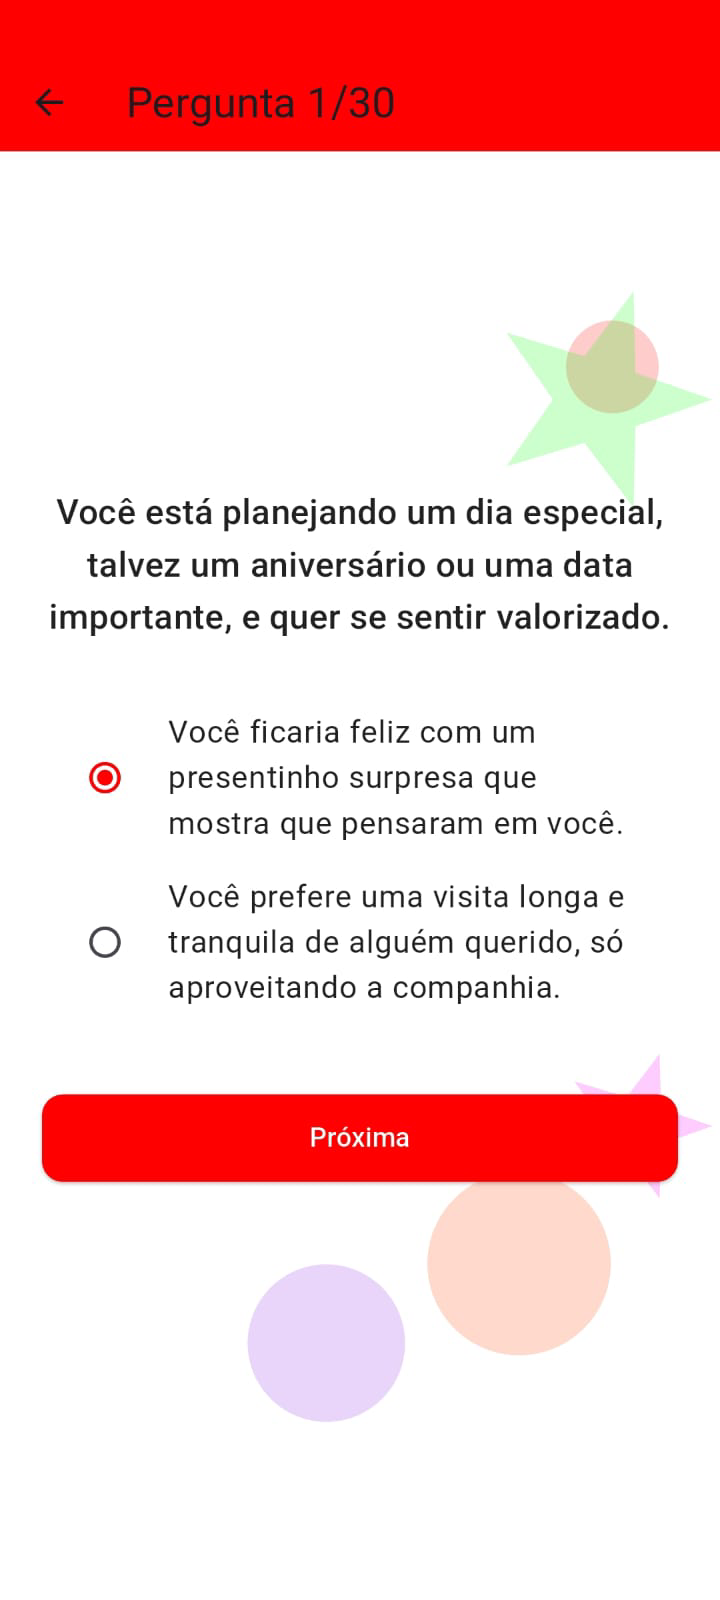 Pergunta 1/30
Você está planejando um dia especial,
talvez um aniversário ou uma data
importante, e quer se sentir valorizado.
Você ficaria feliz com um
presentinho surpresa que
mostra que pensaram em você.
Você prefere uma visita longa e
tranquila de alguém querido, só
aproveitando a companhia.
Próxima